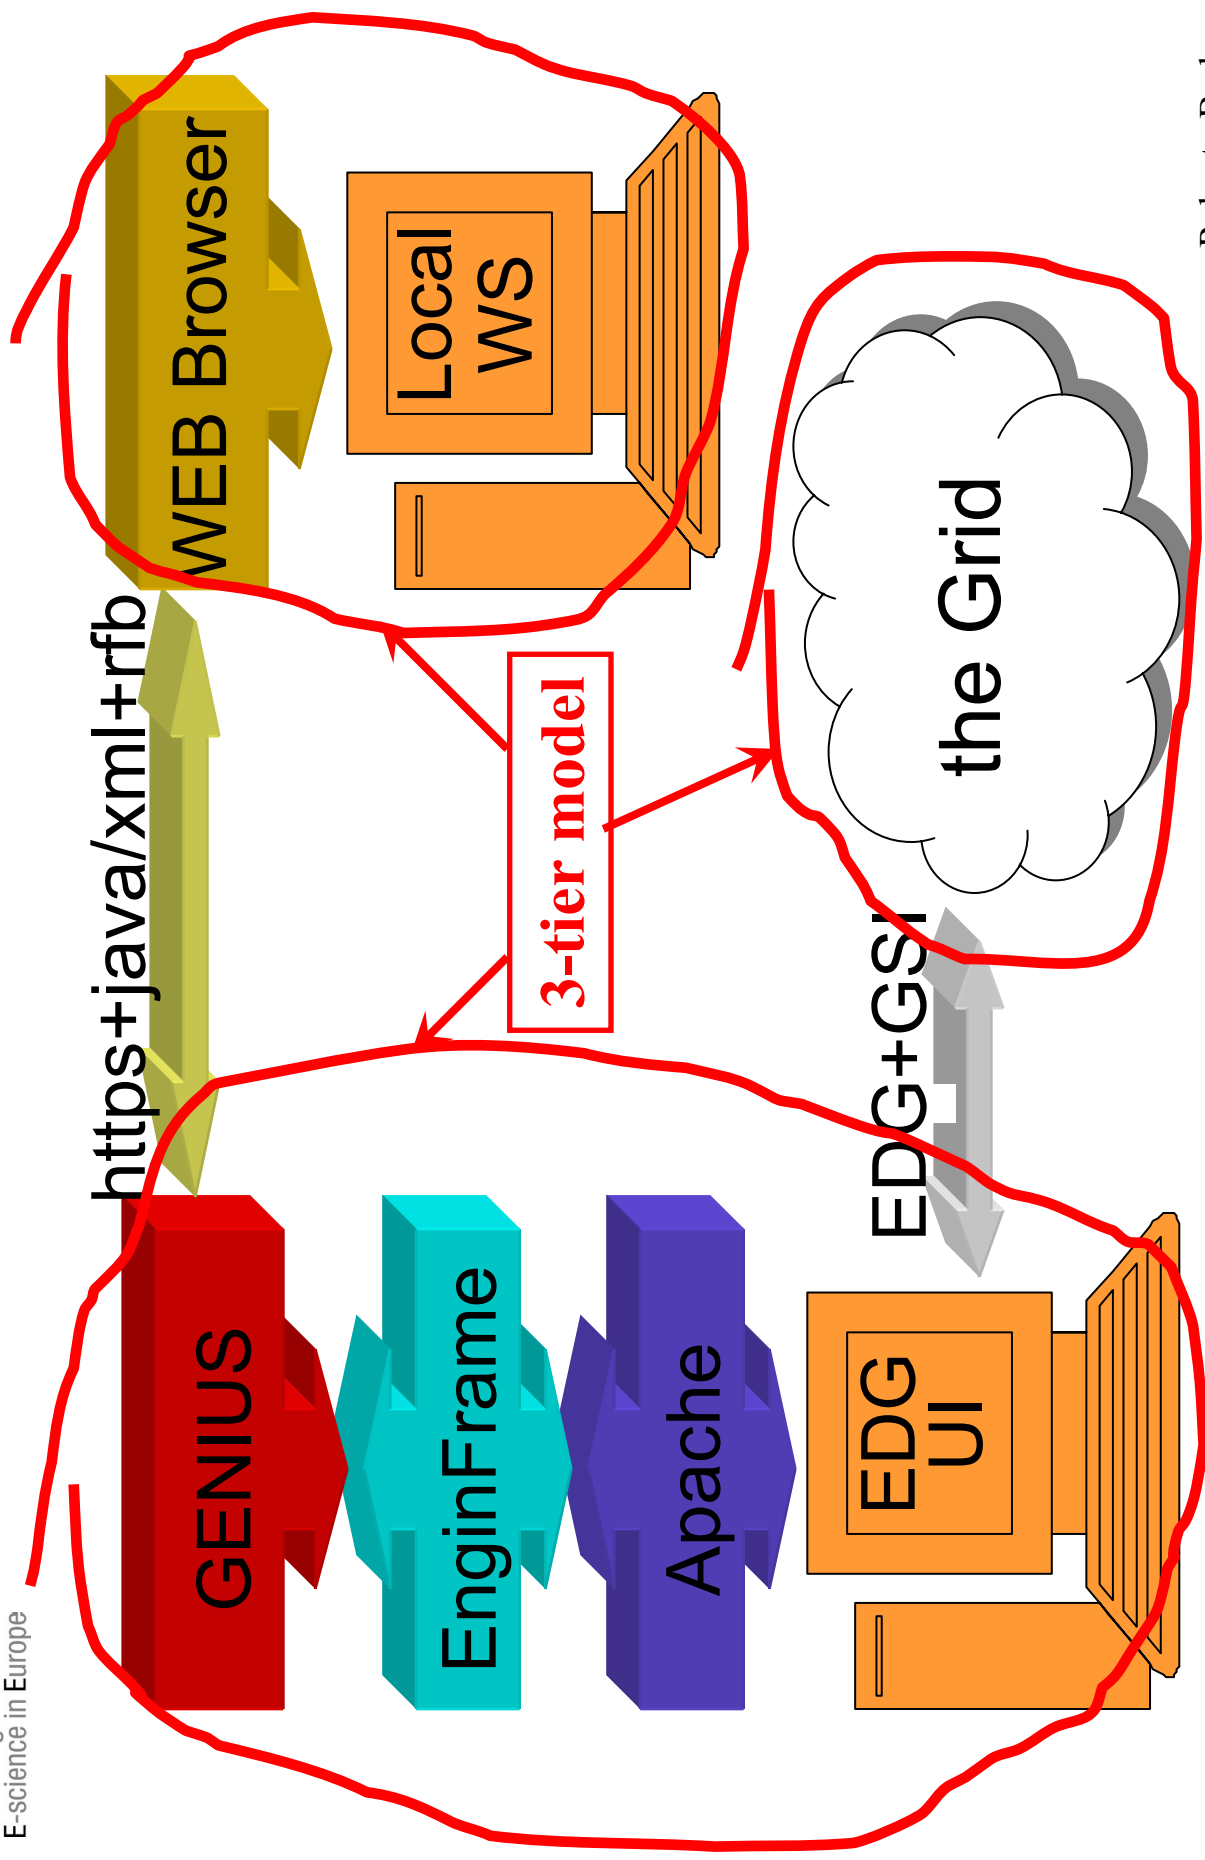 E-science in Europe
https+java/xml+rfb
GENIUS
WEB Browser
EnginFrame
Local
WS
3-tier model
Apache
EDG
UI
EDG+GSI
the Grid